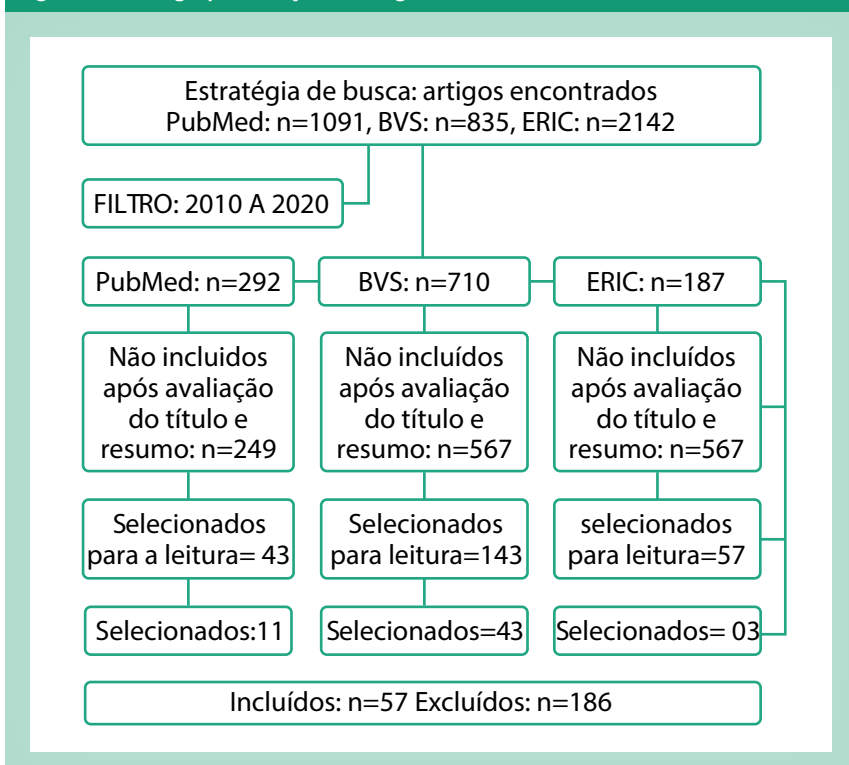 Estratégia de busca: artigos encontrados
PubMed: n=1091, BVS: n=835, ERIC: n=2142
FILTRO: 2010 A 2020
PubMed: n=292
BVS: n=710
ERIC: n=187
Não incluidos
após avaliação
do título e
resumo: n=249
Não incluídos
após avaliação
do título e
resumo: n=567
Não incluídos
após avaliação
do título e
resumo: n=567
Selecionados
para a leitura= 43
Selecionados
para leitura=143
selecionados
para leitura=57
Selecionados:11
Selecionados=43
Selecionados= 03
Incluídos: n=57 Excluídos: n=186